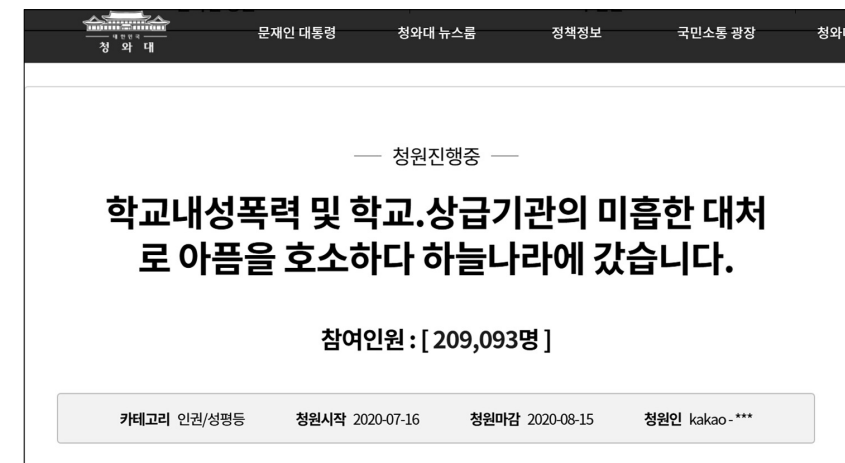 대한민국
청 와 대
문재인 대통령 청와대 뉴스룸 정책정보 국민소통 광장
청원진행중
학교내성폭력 및 학교.상급기관의 미흡한 대처
로 아픔을 호소하다 하늘나라에 갔습니다.
참여인원 : [ 209,093명 ]
카테고리 인권/성평등 청원시작 2020-07-16 청원마감 2020-08-15 청원인 kakao - ***